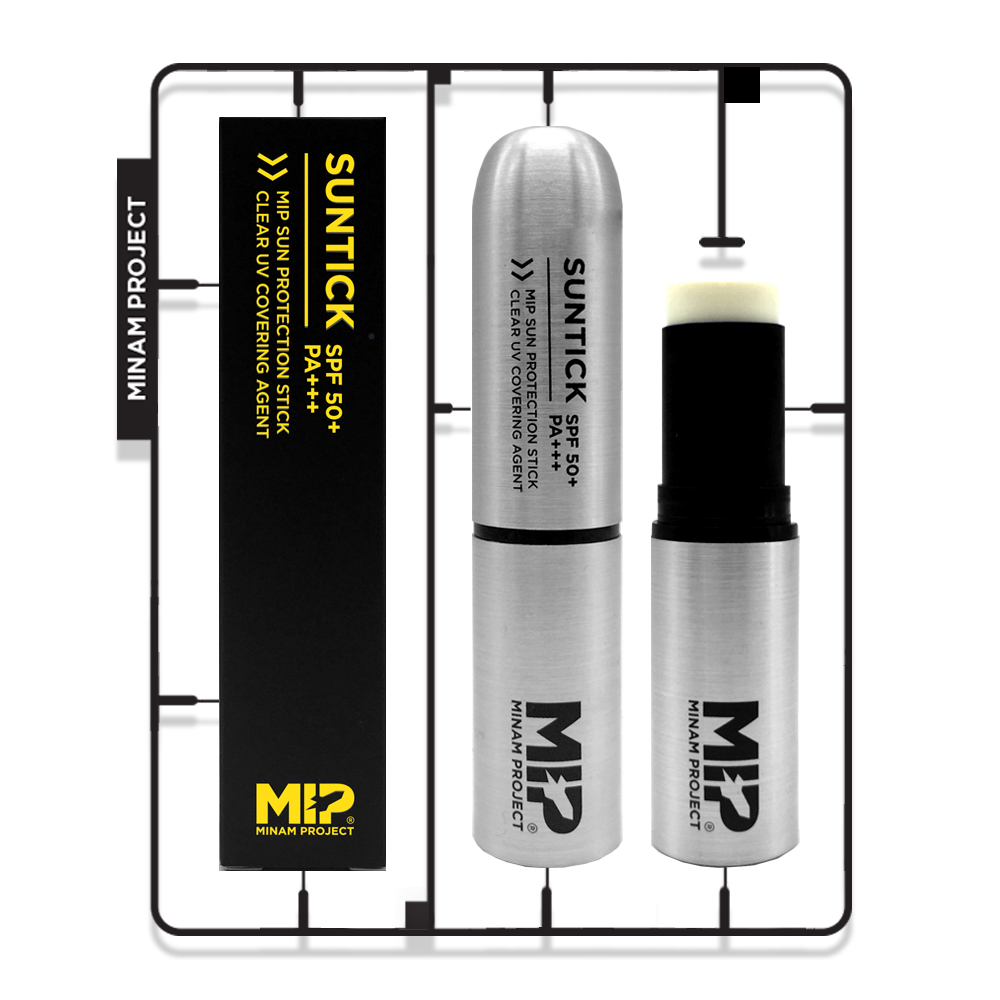 MINAM PROJECT
SUNTICK SPF 50+
PA+++
MIP SUN PROTECTION STICK
CLEAR UV COVERING AGENT
MIP®
MINAM PROJECT
SUNTICK SPF 50+
PA+++
MIP SUN PROTECTION STICK
CLEAR UV COVERING AGENT
MIP®
MINAM PROJECT
MIP®
MINAM PROJECT